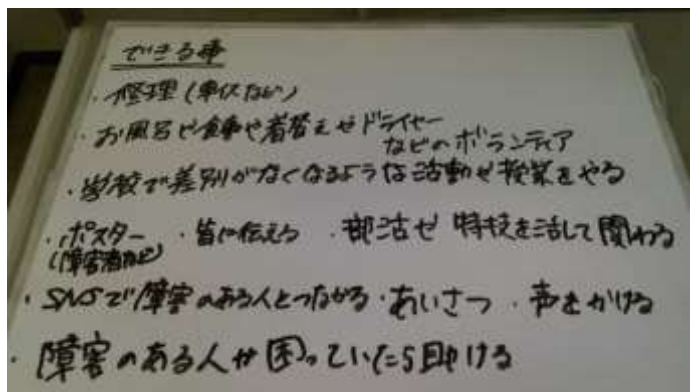 できる事
・修理(車イスなど)
・お風呂や食事や着替えやドライヤー
などのボランティア
・学校で差別がなくなるような活動や授業をやる
・ポスター ・皆に伝える ・部活や 特技を活して関わる
(障害者など)
・SNSで障害のある人とつながる ・あいさつ ・声をかける
・障害のある人が困っていたら助ける